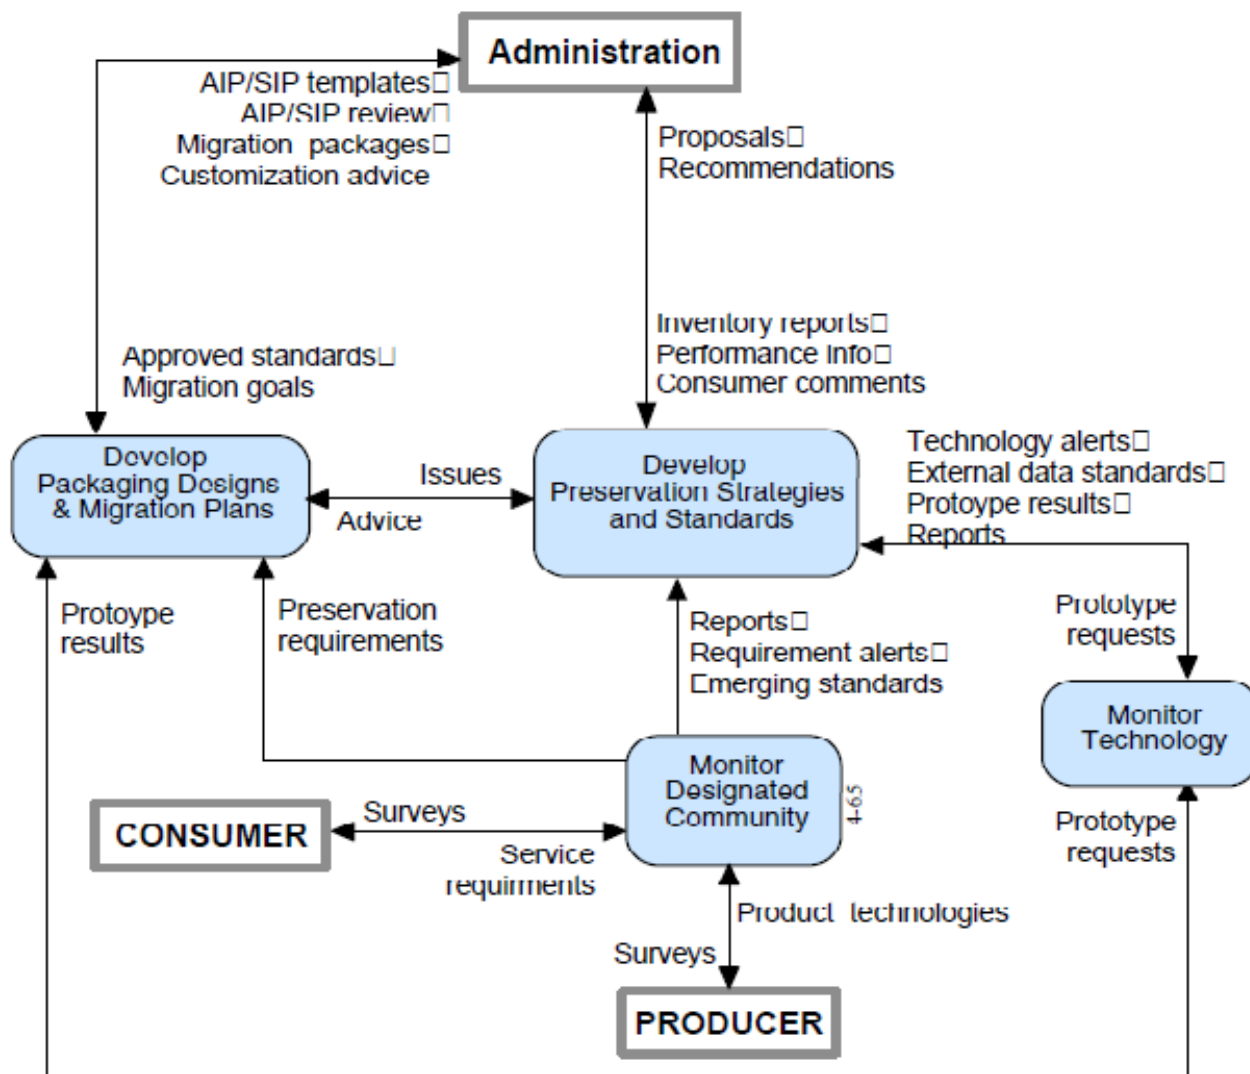 Administration
AIP/SIP templates□
AIP/SIP review□
Migration packages□
Customization advice
Proposals□
Recommendations
Approved standards□
Migration goals
Inventory reports□
Performance info□
Consumer comments
Develop
Packaging Designs
& Migration Plans
Issues
Advice
Develop
Preservation Strategies
and Standards
Technology alerts□
External data standards□
Protoype results□
Reports
Protoype
results
Preservation
requirements
Reports□
Requirement alerts□
Emerging standards
Prototype
requests
Monitor
Technology
Monitor
Designated
Community
4-65
CONSUMER
Surveys
Service
requirments
Prototype
requests
Product technologies
Surveys
PRODUCER